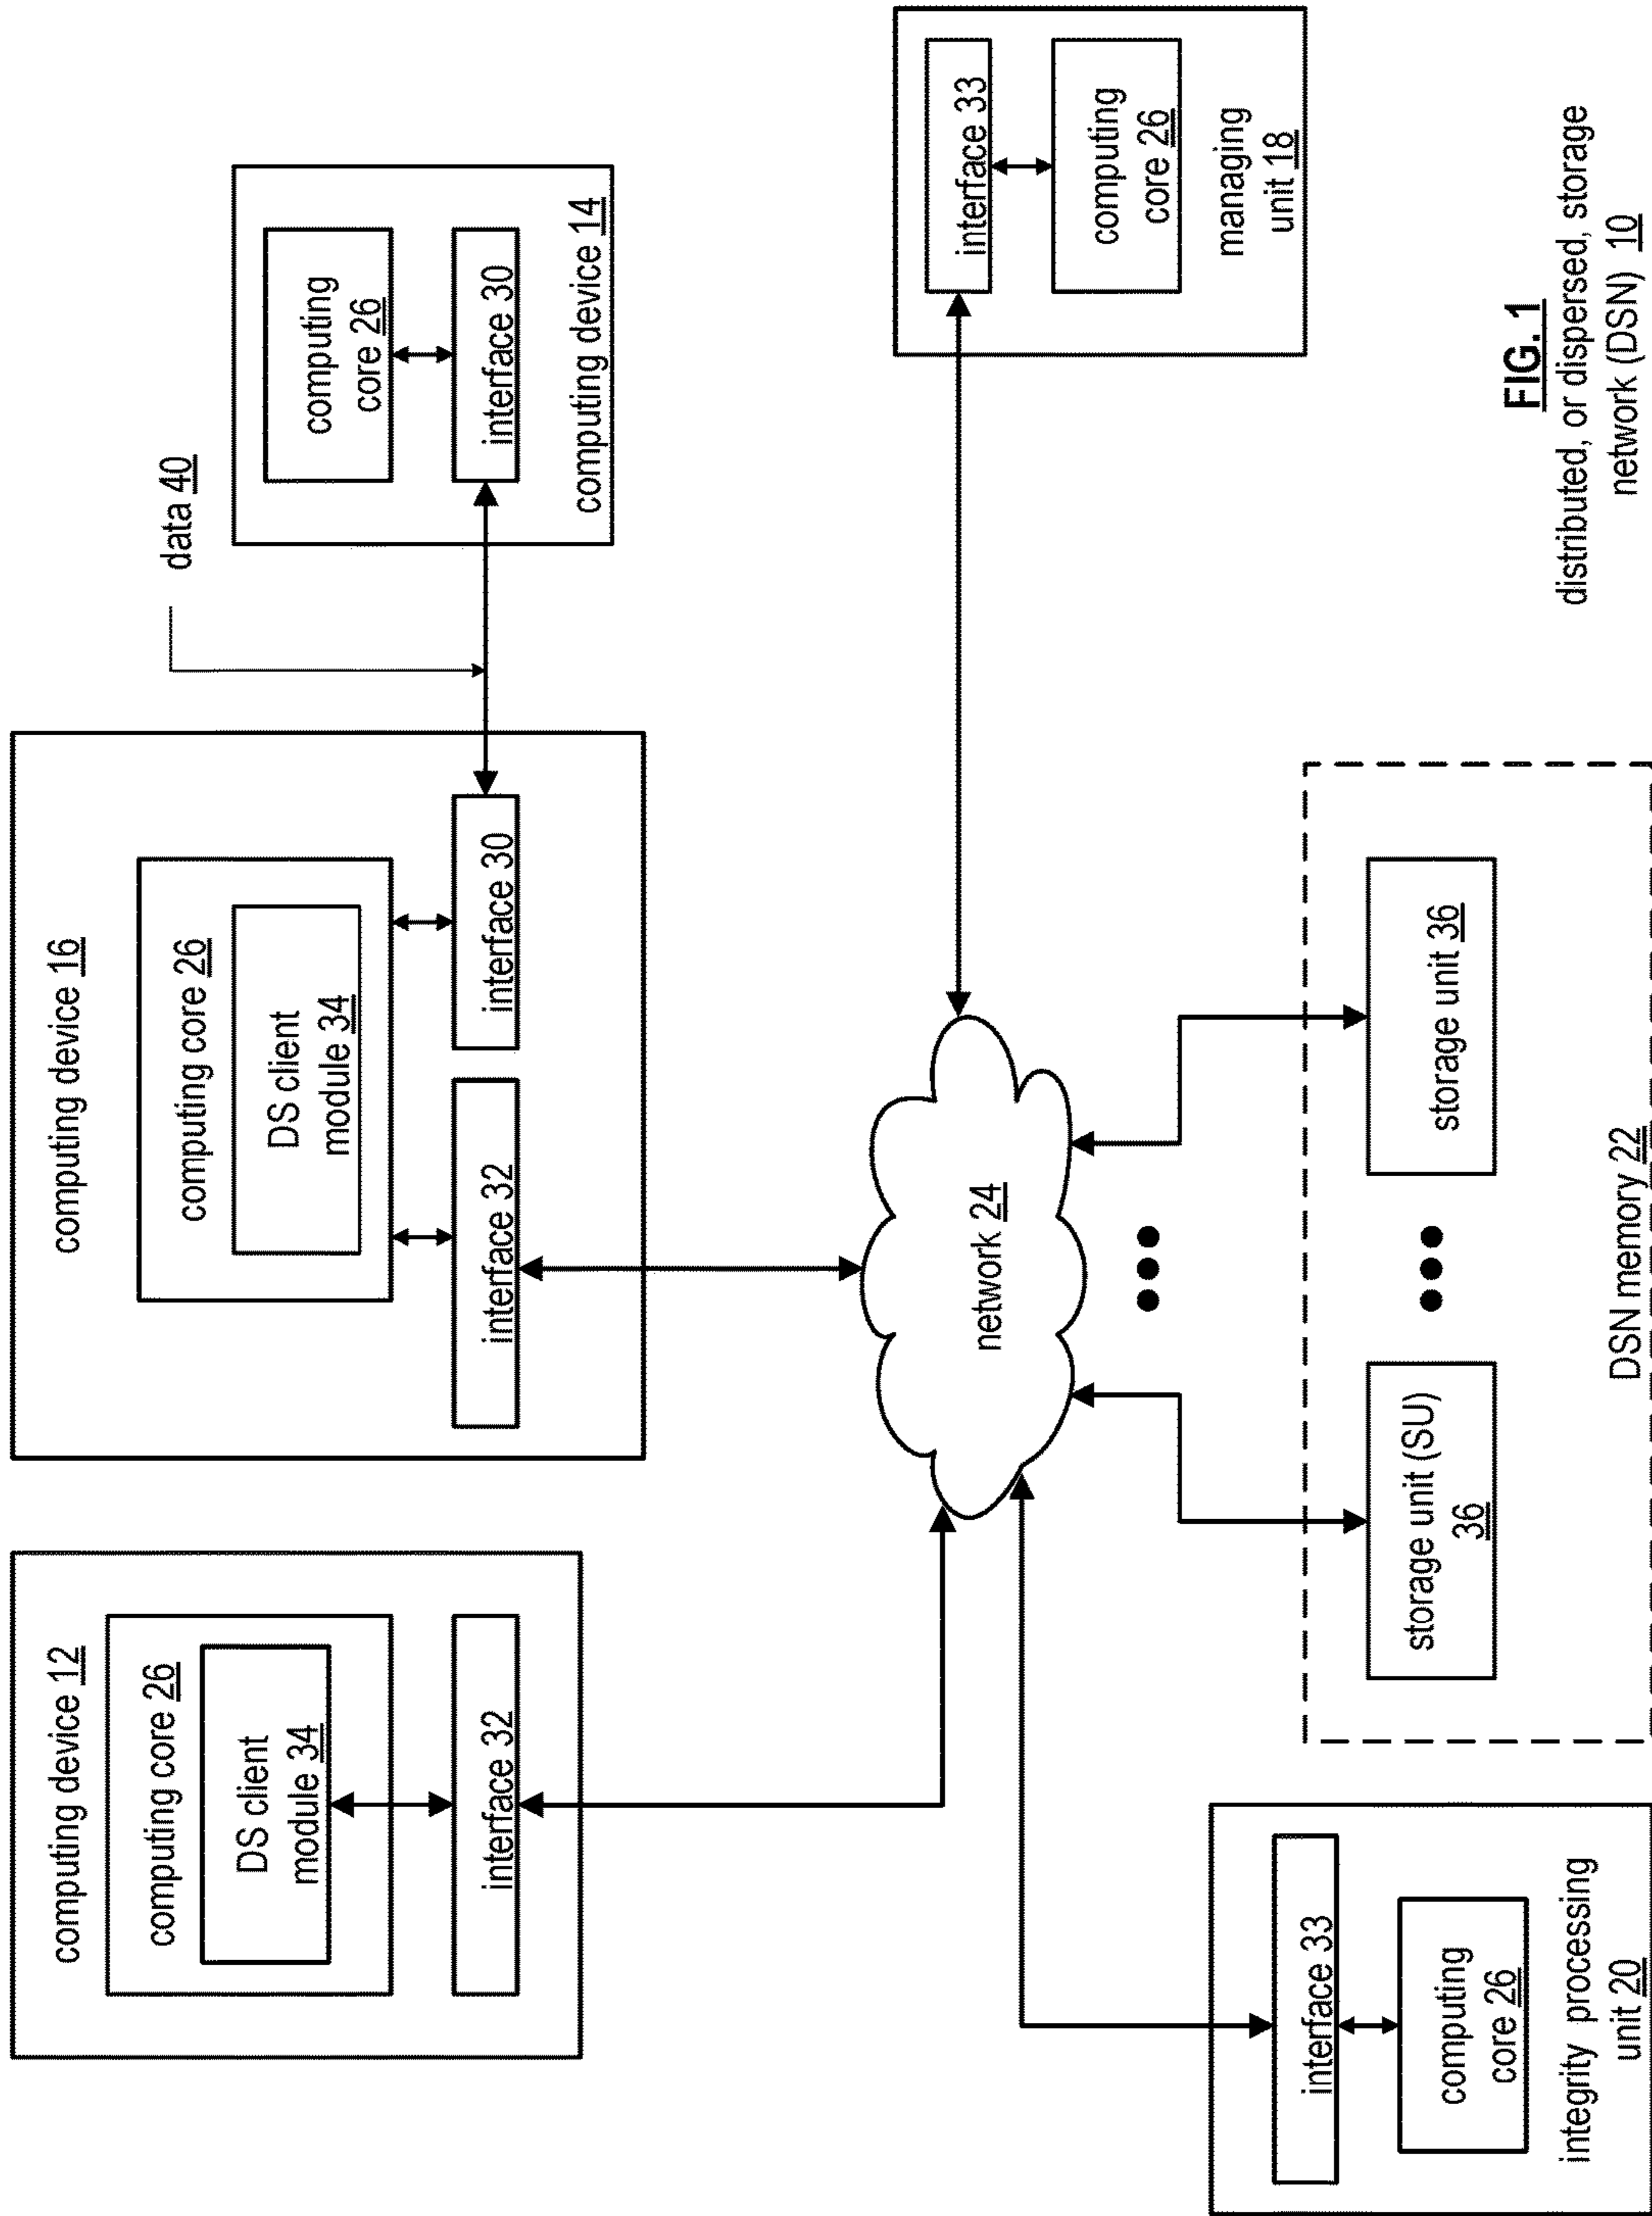 computing device 12
computing core 26
DS client
module 34
interface 32
computing device 16
computing core 26
DS client
module 34
interface 32
interface 30
data 40
computing
core 26
interface 30
computing device 14
network 24
interface 33
computing
core 26
managing
unit 18
interface 33
computing
core 26
integrity processing
unit 20
storage unit (SU)
36
storage unit 36
DSN memory 22
FIG. 1
distributed, or dispersed, storage
network (DSN) 10